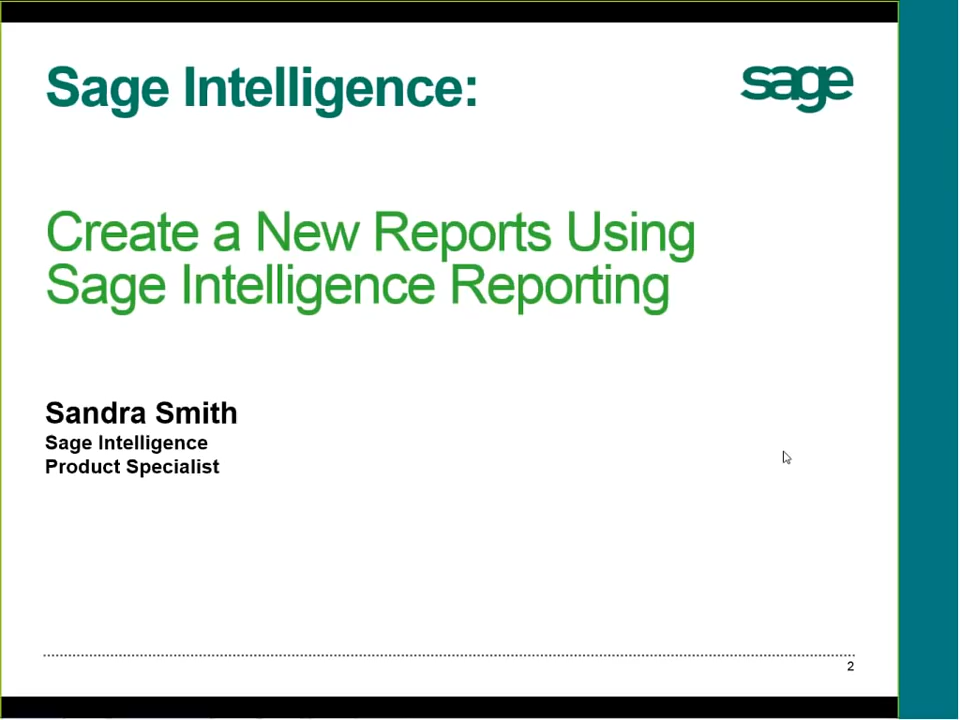 Sage Intelligence:
sage
Create a New Reports Using
Sage Intelligence Reporting
Sandra Smith
Sage Intelligence
Product Specialist
2